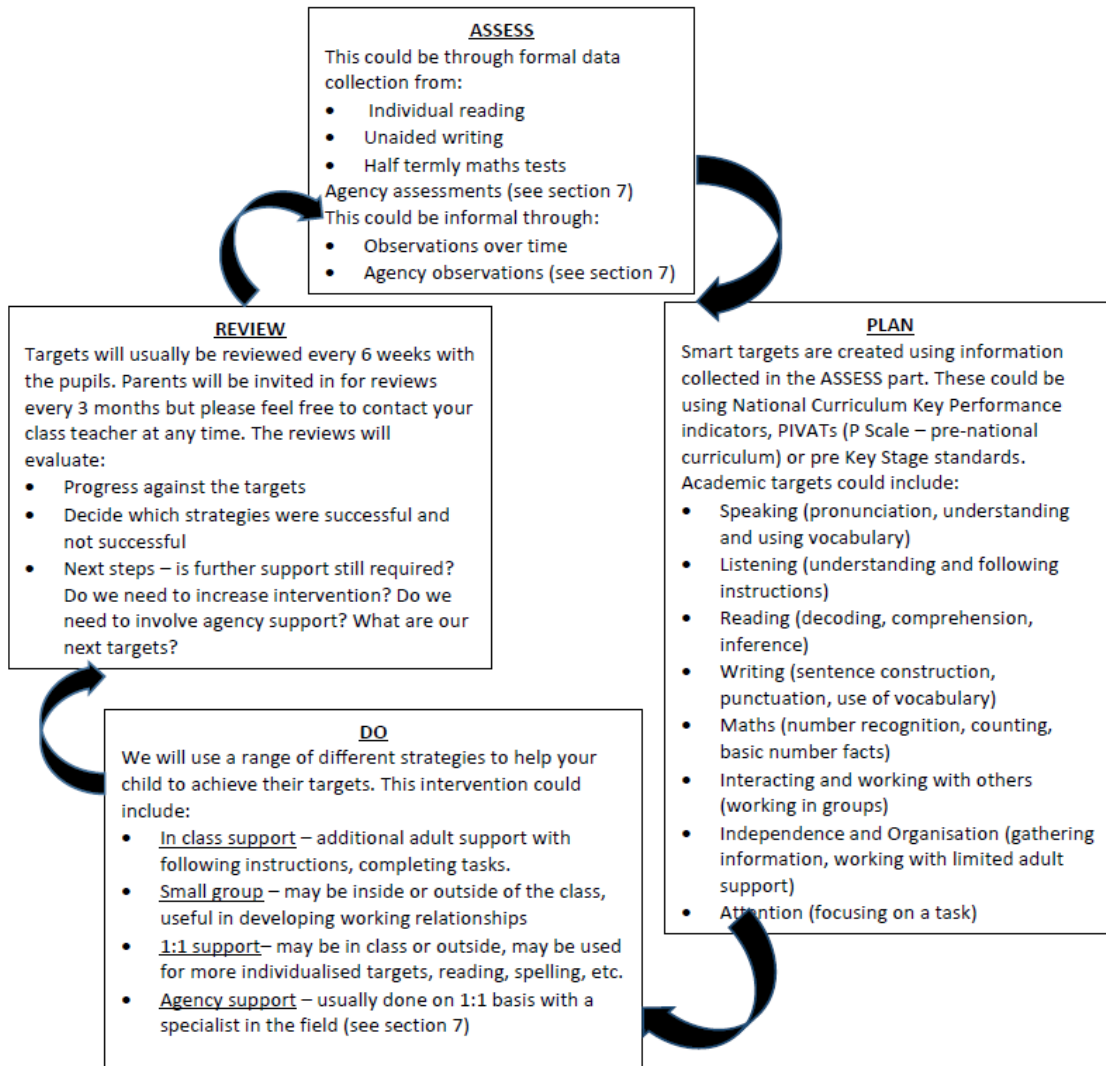 ASSESS
This could be through formal data
collection from:
• Individual reading
• Unaided writing
• Half termly maths tests
Agency assessments (see section 7)
This could be informal through:
• Observations over time
• Agency observations (see section 7)
PLAN
Smart targets are created using information
collected in the ASSESS part. These could be
using National Curriculum Key Performance
indicators, PIVATs (P Scale – pre-national
curriculum) or pre Key Stage standards.
Academic targets could include:
• Speaking (pronunciation, understanding
and using vocabulary)
• Listening (understanding and following
instructions)
• Reading (decoding, comprehension,
inference)
• Writing (sentence construction,
punctuation, use of vocabulary)
• Maths (number recognition, counting,
basic number facts)
• Interacting and working with others
(working in groups)
• Independence and Organisation (gathering
information, working with limited adult
support)
• Attention (focusing on a task)
DO
We will use a range of different strategies to help your
child to achieve their targets. This intervention could
include:
• In class support – additional adult support with
following instructions, completing tasks.
• Small group – may be inside or outside of the class,
useful in developing working relationships
• 1:1 support– may be in class or outside, may be used
for more individualised targets, reading, spelling, etc.
• Agency support – usually done on 1:1 basis with a
specialist in the field (see section 7)
REVIEW
Targets will usually be reviewed every 6 weeks with
the pupils. Parents will be invited in for reviews
every 3 months but please feel free to contact your
class teacher at any time. The reviews will
evaluate:
• Progress against the targets
• Decide which strategies were successful and
not successful
• Next steps – is further support still required?
Do we need to increase intervention? Do we
need to involve agency support? What are our
next targets?